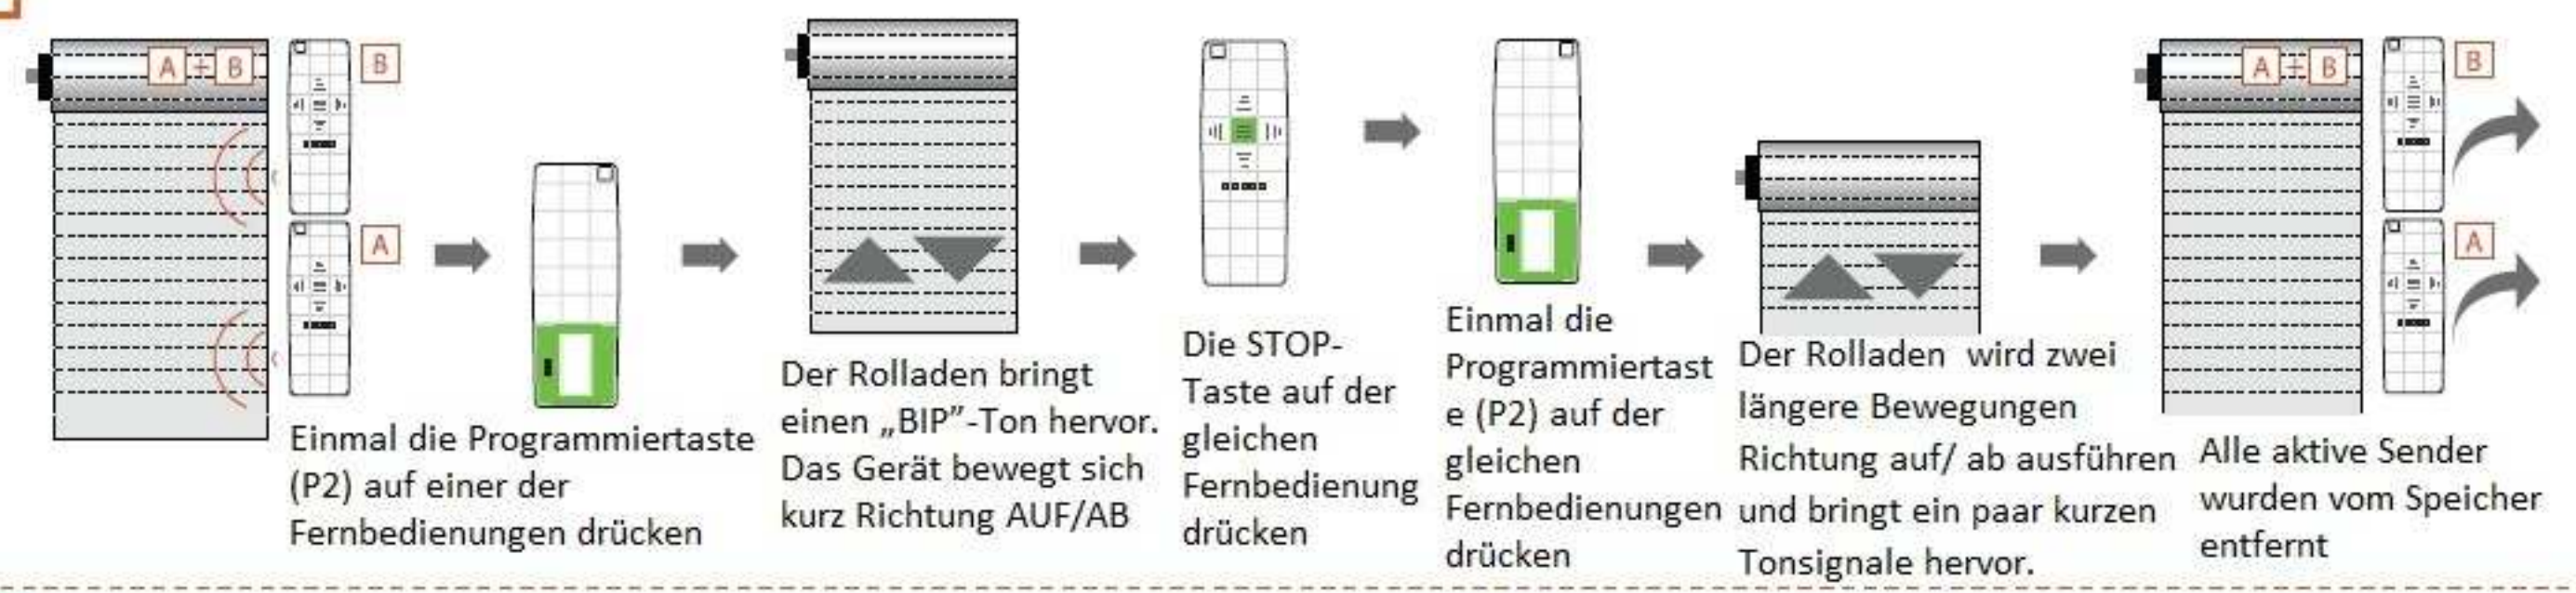 A + B
B
A
Einmal die Programmiertaste
(P2) auf einer der
Fernbedienungen drücken
Der Rolladen bringt
einen „BIP”-Ton hervor.
Das Gerät bewegt sich
kurz Richtung AUF/AB
Die STOP-
Taste auf der
gleichen
Fernbedienung
drücken
Einmal die
Programmiertast
e (P2) auf der
gleichen
Fernbedienungen
drücken
Der Rolladen wird zwei
längere Bewegungen
Richtung auf/ ab ausführen
und bringt ein paar kurzen
Tonsignale hervor.
A + B
B
A
Alle aktive Sender
wurden vom Speicher
entfernt